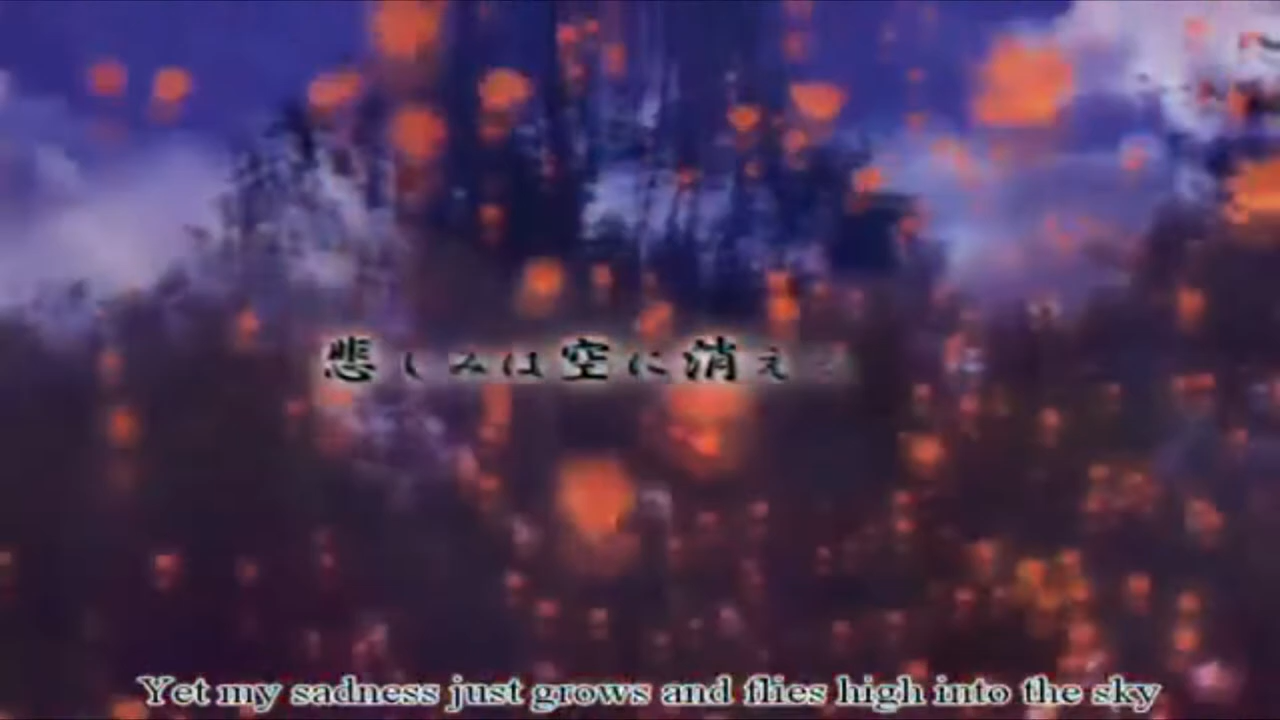 悲しみは空に消え
Yet my sadness just grows and flies high into the sky